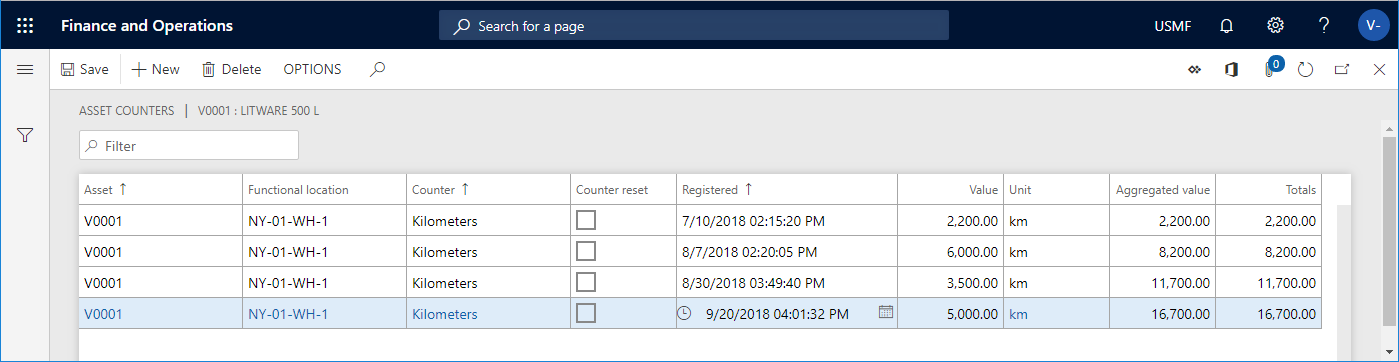 Finance and Operations Search for a page USMF V-
Save New Delete OPTIONS 0
ASSET COUNTERS | V0001 : LITWARE 500 L
Filter
Asset Functional location Counter Counter reset Registered Value Unit Aggregated value Totals
V0001 NY-01-WH-1 Kilometers 7/10/2018 02:15:20 PM 2,200.00 km 2,200.00 2,200.00
V0001 NY-01-WH-1 Kilometers 8/7/2018 02:20:05 PM 6,000.00 km 8,200.00 8,200.00
V0001 NY-01-WH-1 Kilometers 8/30/2018 03:49:40 PM 3,500.00 km 11,700.00 11,700.00
V0001 NY-01-WH-1 Kilometers 9/20/2018 04:01:32 PM 5,000.00 km 16,700.00 16,700.00